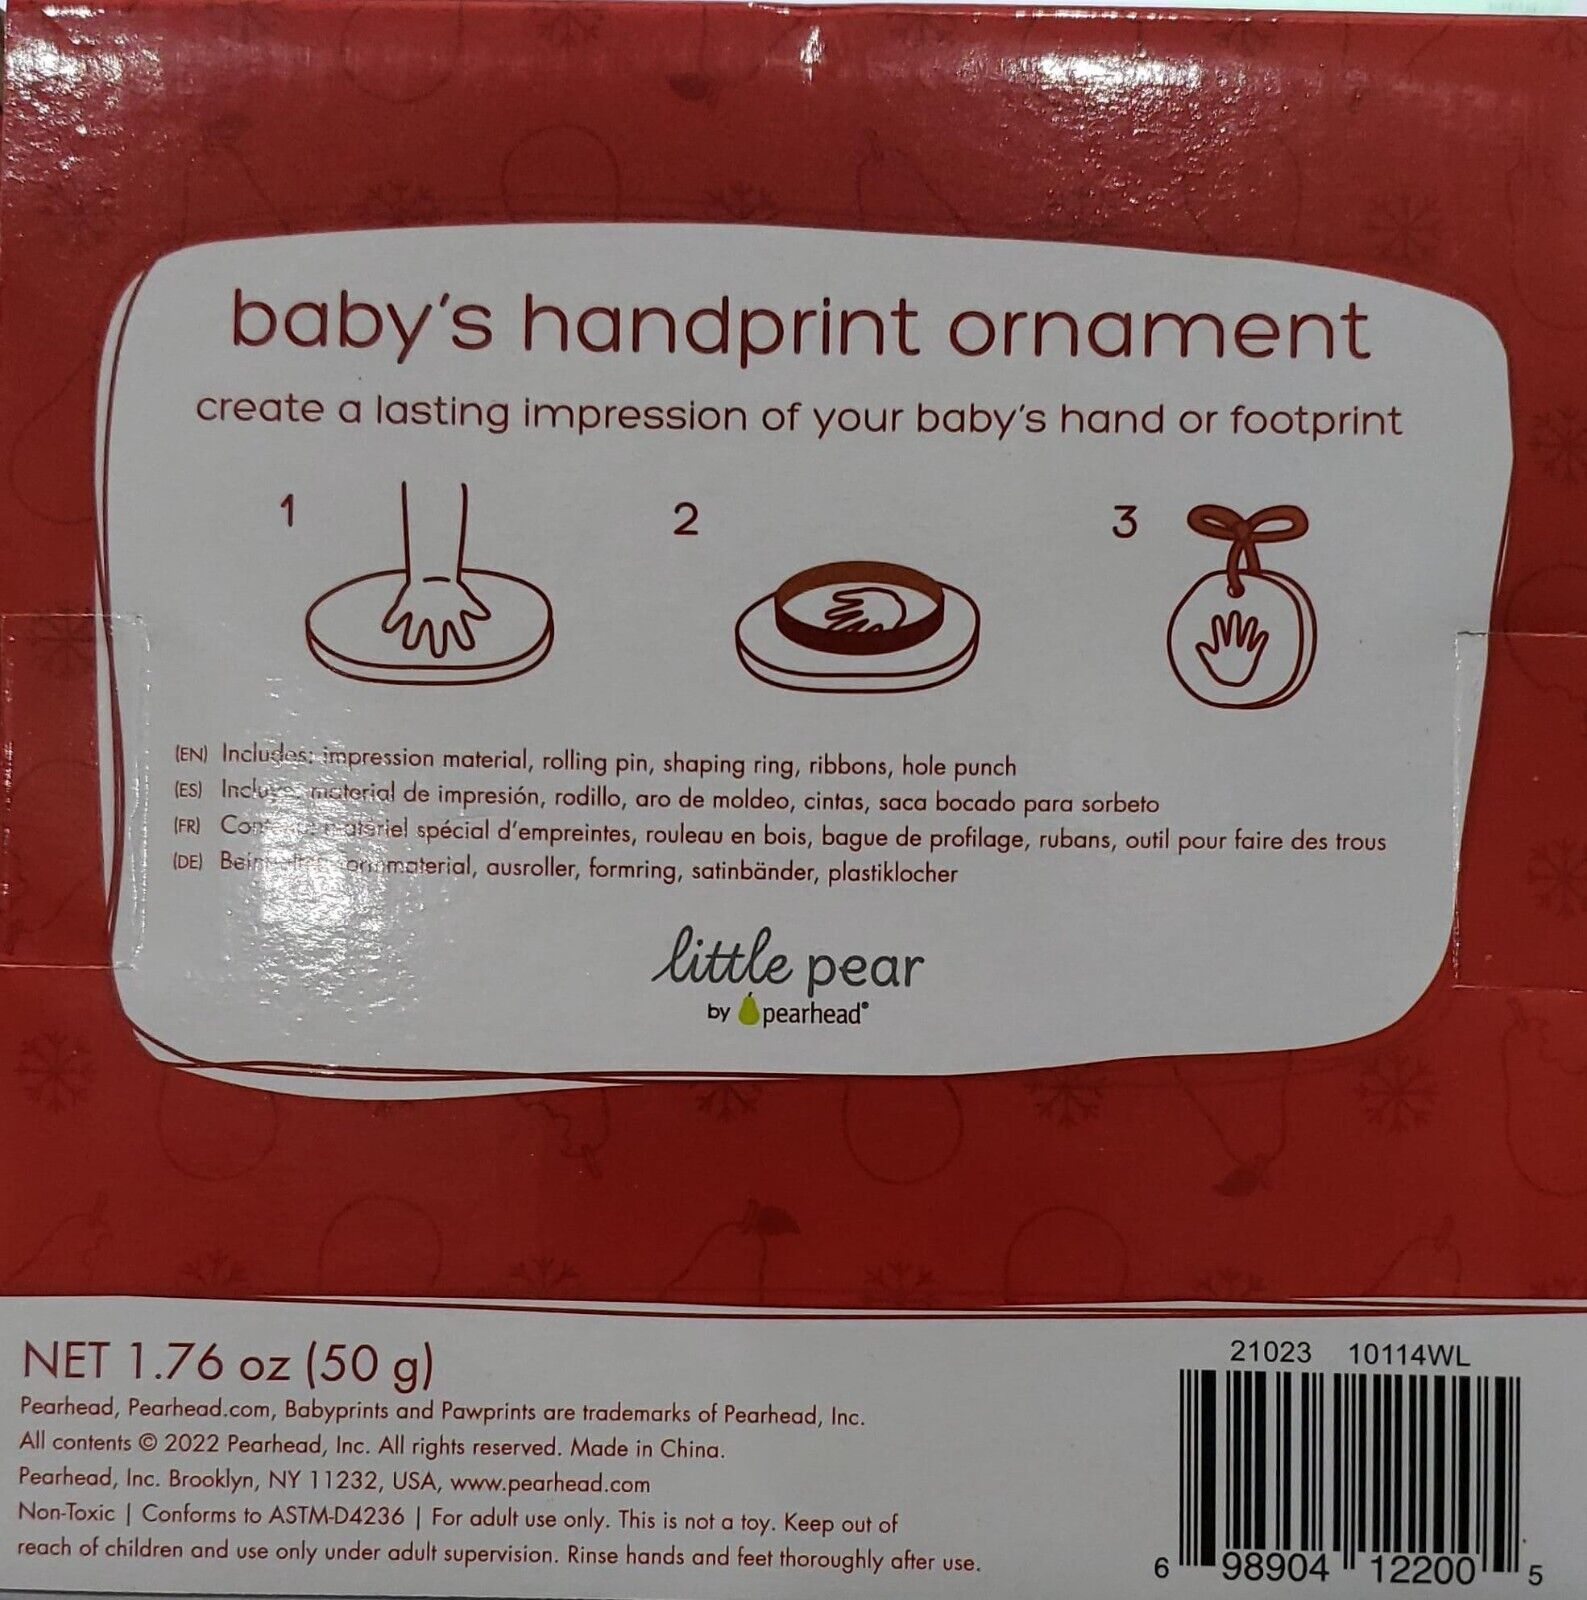 baby's handprint ornament
create a lasting impression of your baby's hand or footprint
1
2
3
(EN) Includes: impression material, rolling pin, shaping ring, ribbons, hole punch
(ES) material de impresión, rodillo, aro de moldeo, cintas, saca bocado para sorbeto
(FR) spécial d'empreintes, rouleau en bois, bague de profilage, rubans, outil pour faire des trous
(DE) ausroller, formring, satinbänder, plastiklocher
little pear
by pearhead®
NET 1.76 oz (50 g)
Pearhead, Pearhead.com, Babyprints and Pawprints are trademarks of Pearhead, Inc.
All contents © 2022 Pearhead, Inc. All rights reserved. Made in China.
Pearhead, Inc. Brooklyn, NY 11232, USA, www.pearhead.com
Non-Toxic | Conforms to ASTM-D4236 | For adult use only. This is not a toy. Keep out of
reach of children and use only under adult supervision. Rinse hands and feet thoroughly after use.
21023 10114WL
6 98904 12200 5